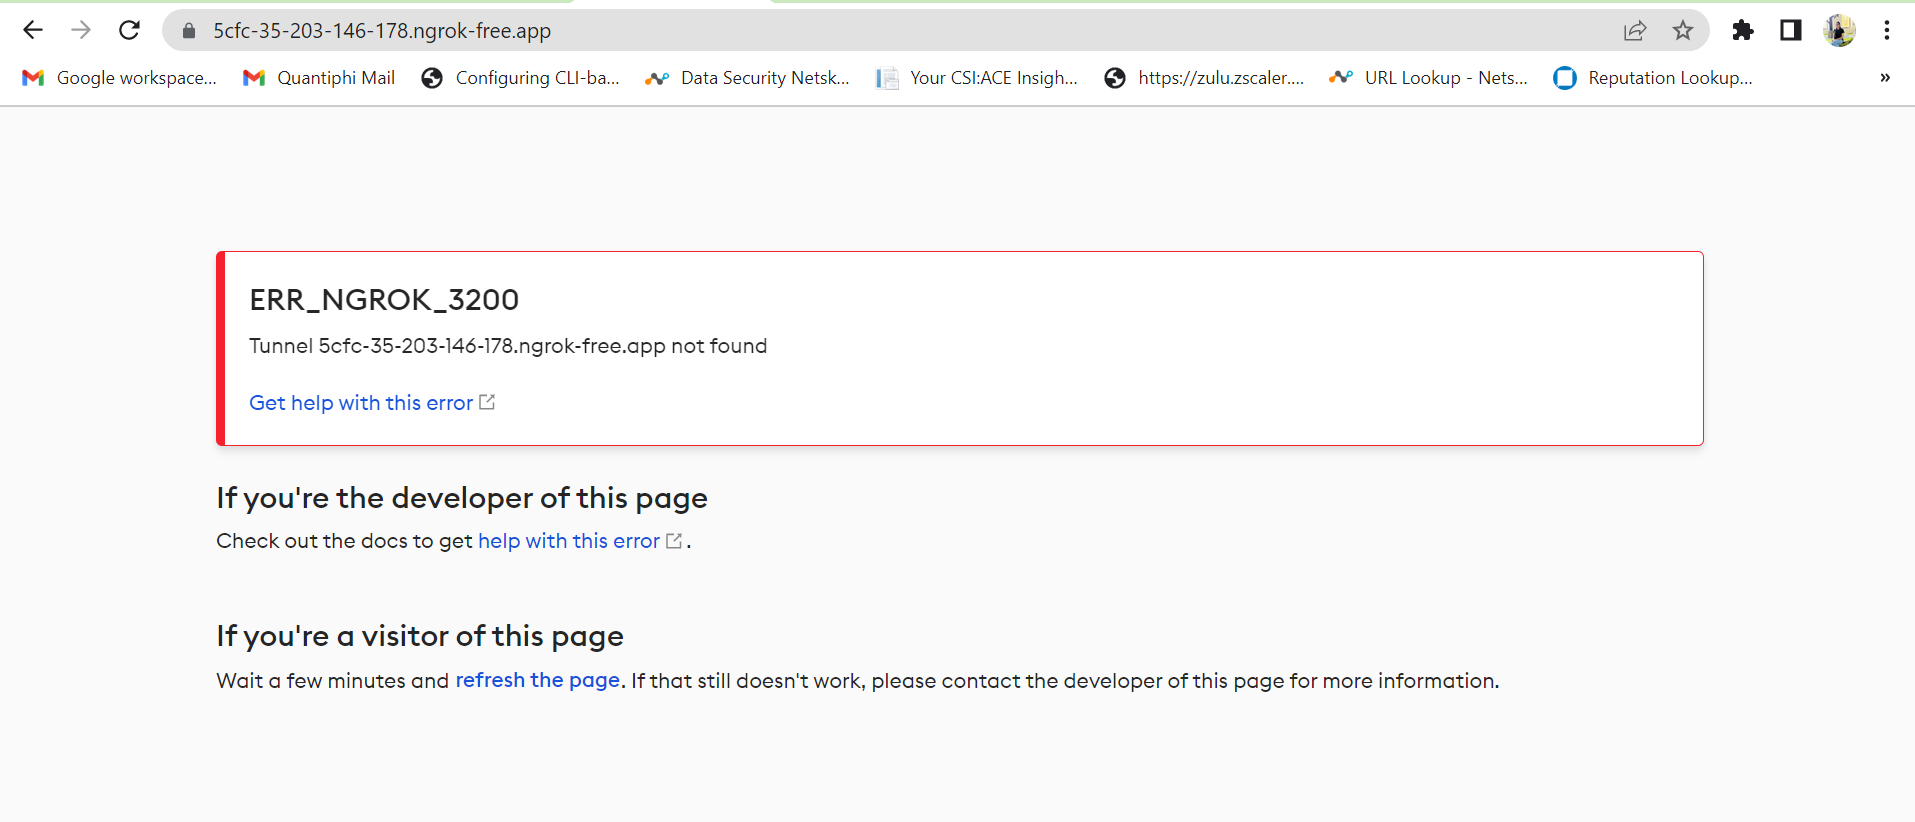 5cfc-35-203-146-178.ngrok-free.app
Google workspace... Quantiphi Mail Configuring CLI-ba... Data Security Netsk... Your CSI:ACE Insigh... https://zulu.zscaler.... URL Lookup - Nets... Reputation Lookup... »
ERR_NGROK_3200
Tunnel 5cfc-35-203-146-178.ngrok-free.app not found
Get help with this error
If you're the developer of this page
Check out the docs to get help with this error .
If you're a visitor of this page
Wait a few minutes and refresh the page. If that still doesn't work, please contact the developer of this page for more information.